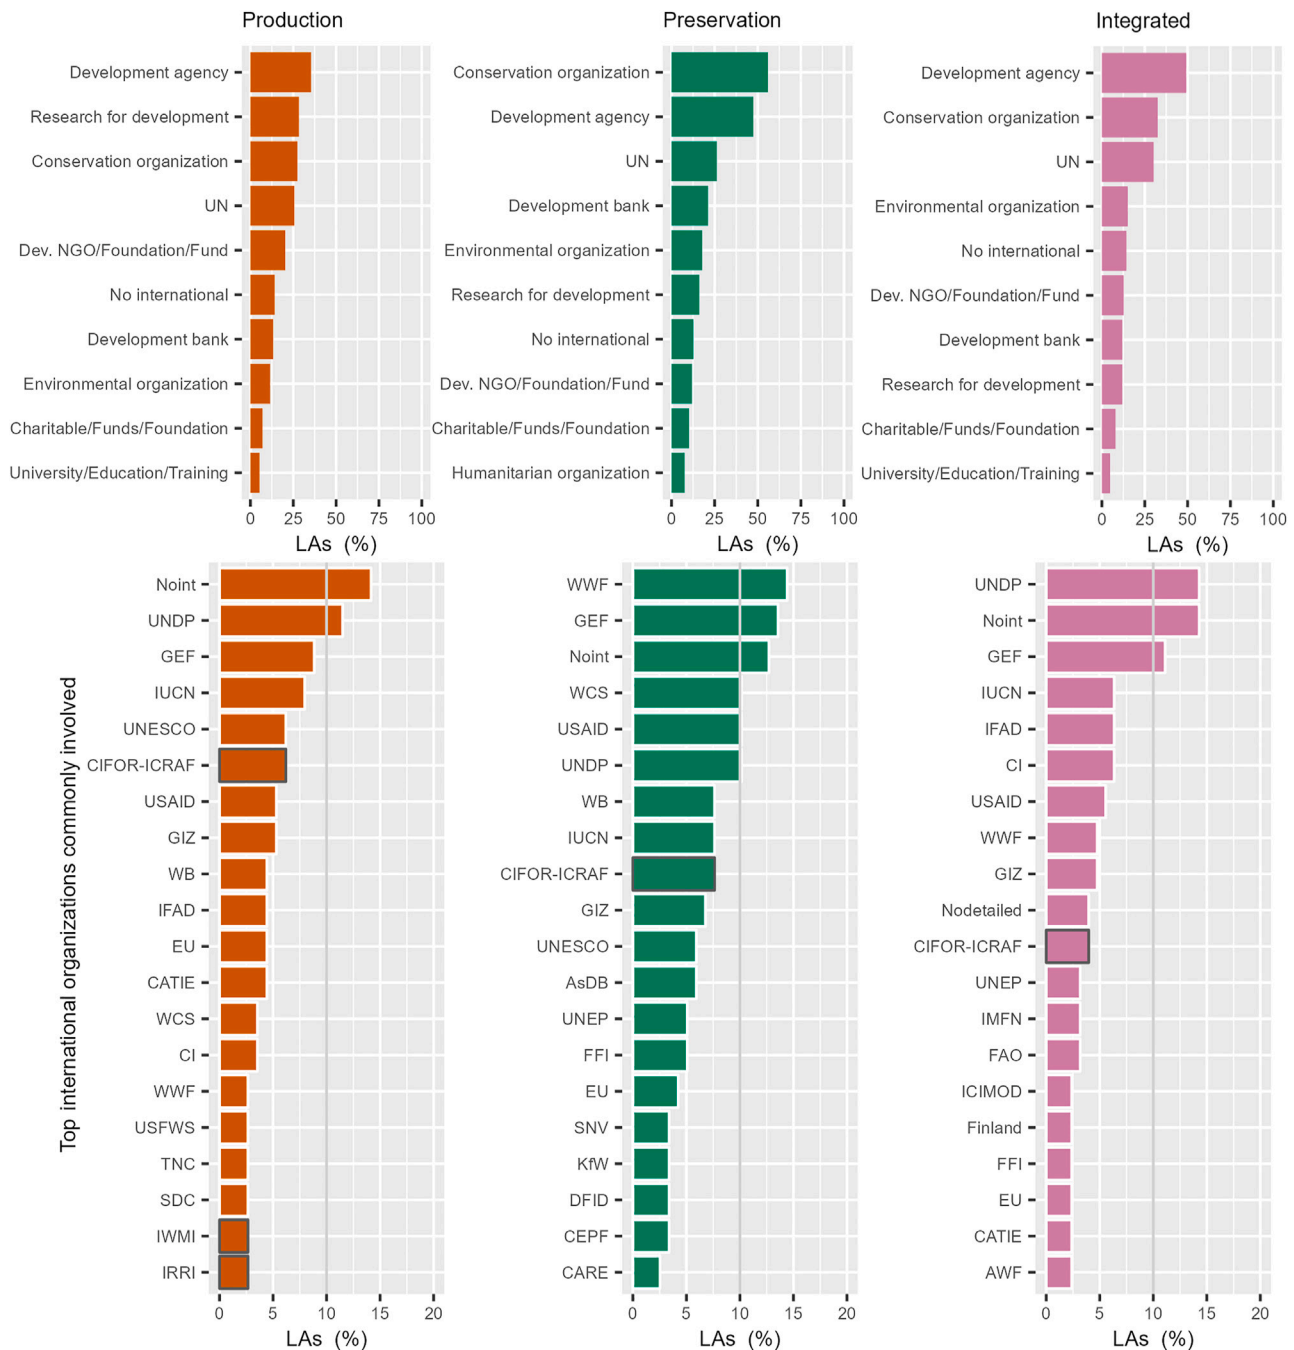 Production
Development agency
Research for development
Conservation organization
UN
Dev. NGO/Foundation/Fund
No international
Development bank
Environmental organization
Charitable/Funds/Foundation
University/Education/Training
0 25 50 75 100
LAs (%)
Preservation
Conservation organization
Development agency
UN
Development bank
Environmental organization
Research for development
No international
Dev. NGO/Foundation/Fund
Charitable/Funds/Foundation
Humanitarian organization
0 25 50 75 100
LAs (%)
Integrated
Development agency
Conservation organization
UN
Environmental organization
No international
Dev. NGO/Foundation/Fund
Development bank
Research for development
Charitable/Funds/Foundation
University/Education/Training
0 25 50 75 100
LAs (%)
Top international organizations commonly involved
Noint
UNDP
GEF
IUCN
UNESCO
CIFOR-ICRAF
USAID
GIZ
WB
IFAD
EU
CATIE
WCS
CI
WWF
USFWS
TNC
SDC
IWMI
IRRI
0 5 10 15 20
LAs (%)
WWF
GEF
Noint
WCS
USAID
UNDP
WB
IUCN
CIFOR-ICRAF
GIZ
UNESCO
AsDB
UNEP
FFI
EU
SNV
KfW
DFID
CEPF
CARE
0 5 10 15 20
LAs (%)
UNDP
Noint
GEF
IUCN
IFAD
CI
USAID
WWF
GIZ
Nodetailed
CIFOR-ICRAF
UNEP
IMFN
FAO
ICIMOD
Finland
FFI
EU
CATIE
AWF
0 5 10 15 20
LAs (%)